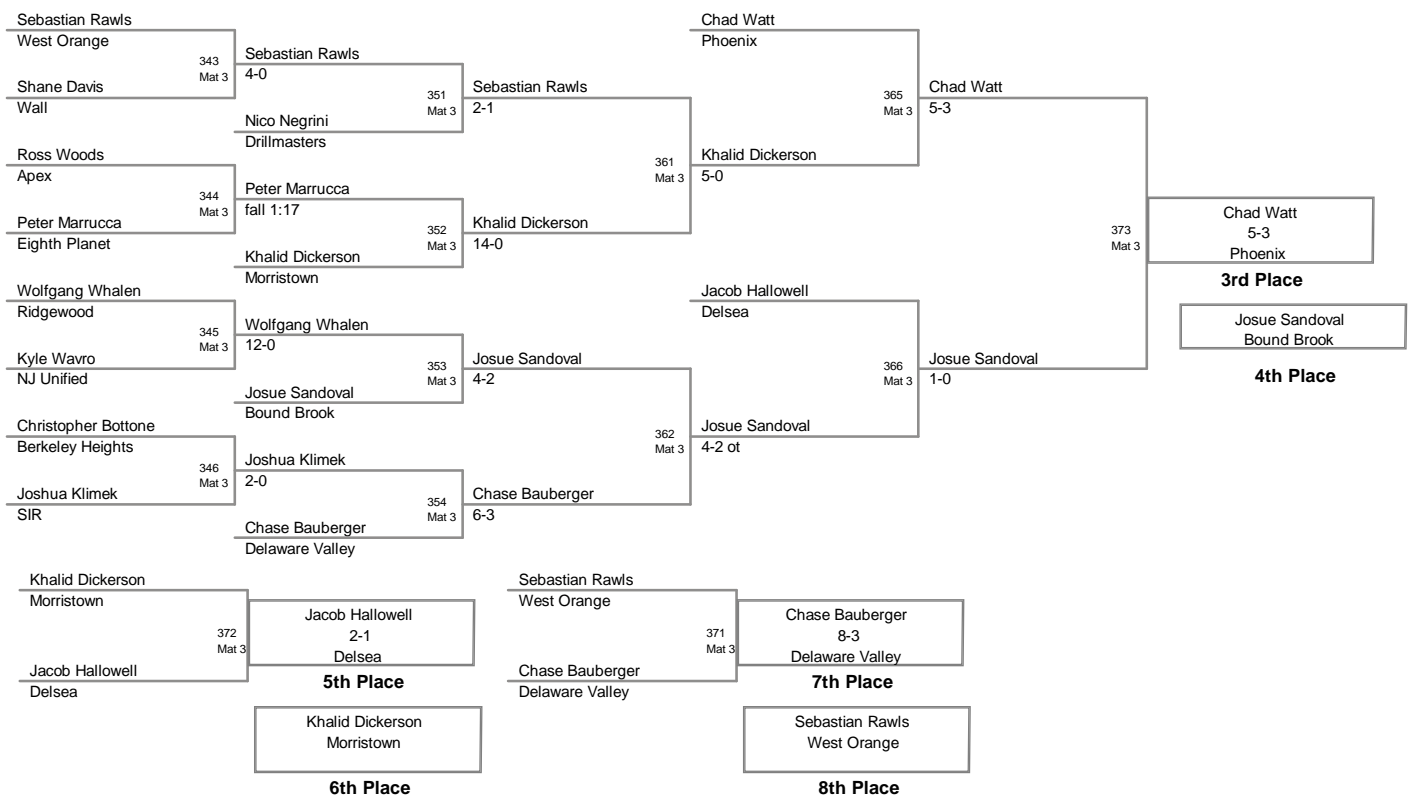 Sebastian Rawls
West Orange
343
Mat 3
Shane Davis
Wall
Sebastian Rawls
4-0
351
Mat 3
Nico Negrini
Drillmasters
Sebastian Rawls
2-1
Ross Woods
Apex
344
Mat 3
Peter Marrucca
Eighth Planet
Peter Marrucca
fall 1:17
352
Mat 3
Khalid Dickerson
Morristown
Khalid Dickerson
14-0
361
Mat 3
Khalid Dickerson
5-0
Chad Watt
Phoenix
365
Mat 3
Chad Watt
5-3
Wolfgang Whalen
Ridgewood
345
Mat 3
Kyle Wavro
NJ Unified
Wolfgang Whalen
12-0
353
Mat 3
Josue Sandoval
Bound Brook
Josue Sandoval
4-2
Christopher Bottone
Berkeley Heights
346
Mat 3
Joshua Klimek
SIR
Joshua Klimek
2-0
354
Mat 3
Chase Bauberger
Delaware Valley
Chase Bauberger
6-3
362
Mat 3
Josue Sandoval
4-2 ot
Jacob Hallowell
Delsea
366
Mat 3
Josue Sandoval
1-0
373
Mat 3
Chad Watt
5-3
Phoenix
3rd Place
Josue Sandoval
Bound Brook
4th Place
Khalid Dickerson
Morristown
372
Mat 3
Jacob Hallowell
Delsea
Jacob Hallowell
2-1
Delsea
5th Place
Khalid Dickerson
Morristown
6th Place
Sebastian Rawls
West Orange
371
Mat 3
Chase Bauberger
Delaware Valley
Chase Bauberger
8-3
Delaware Valley
7th Place
Sebastian Rawls
West Orange
8th Place